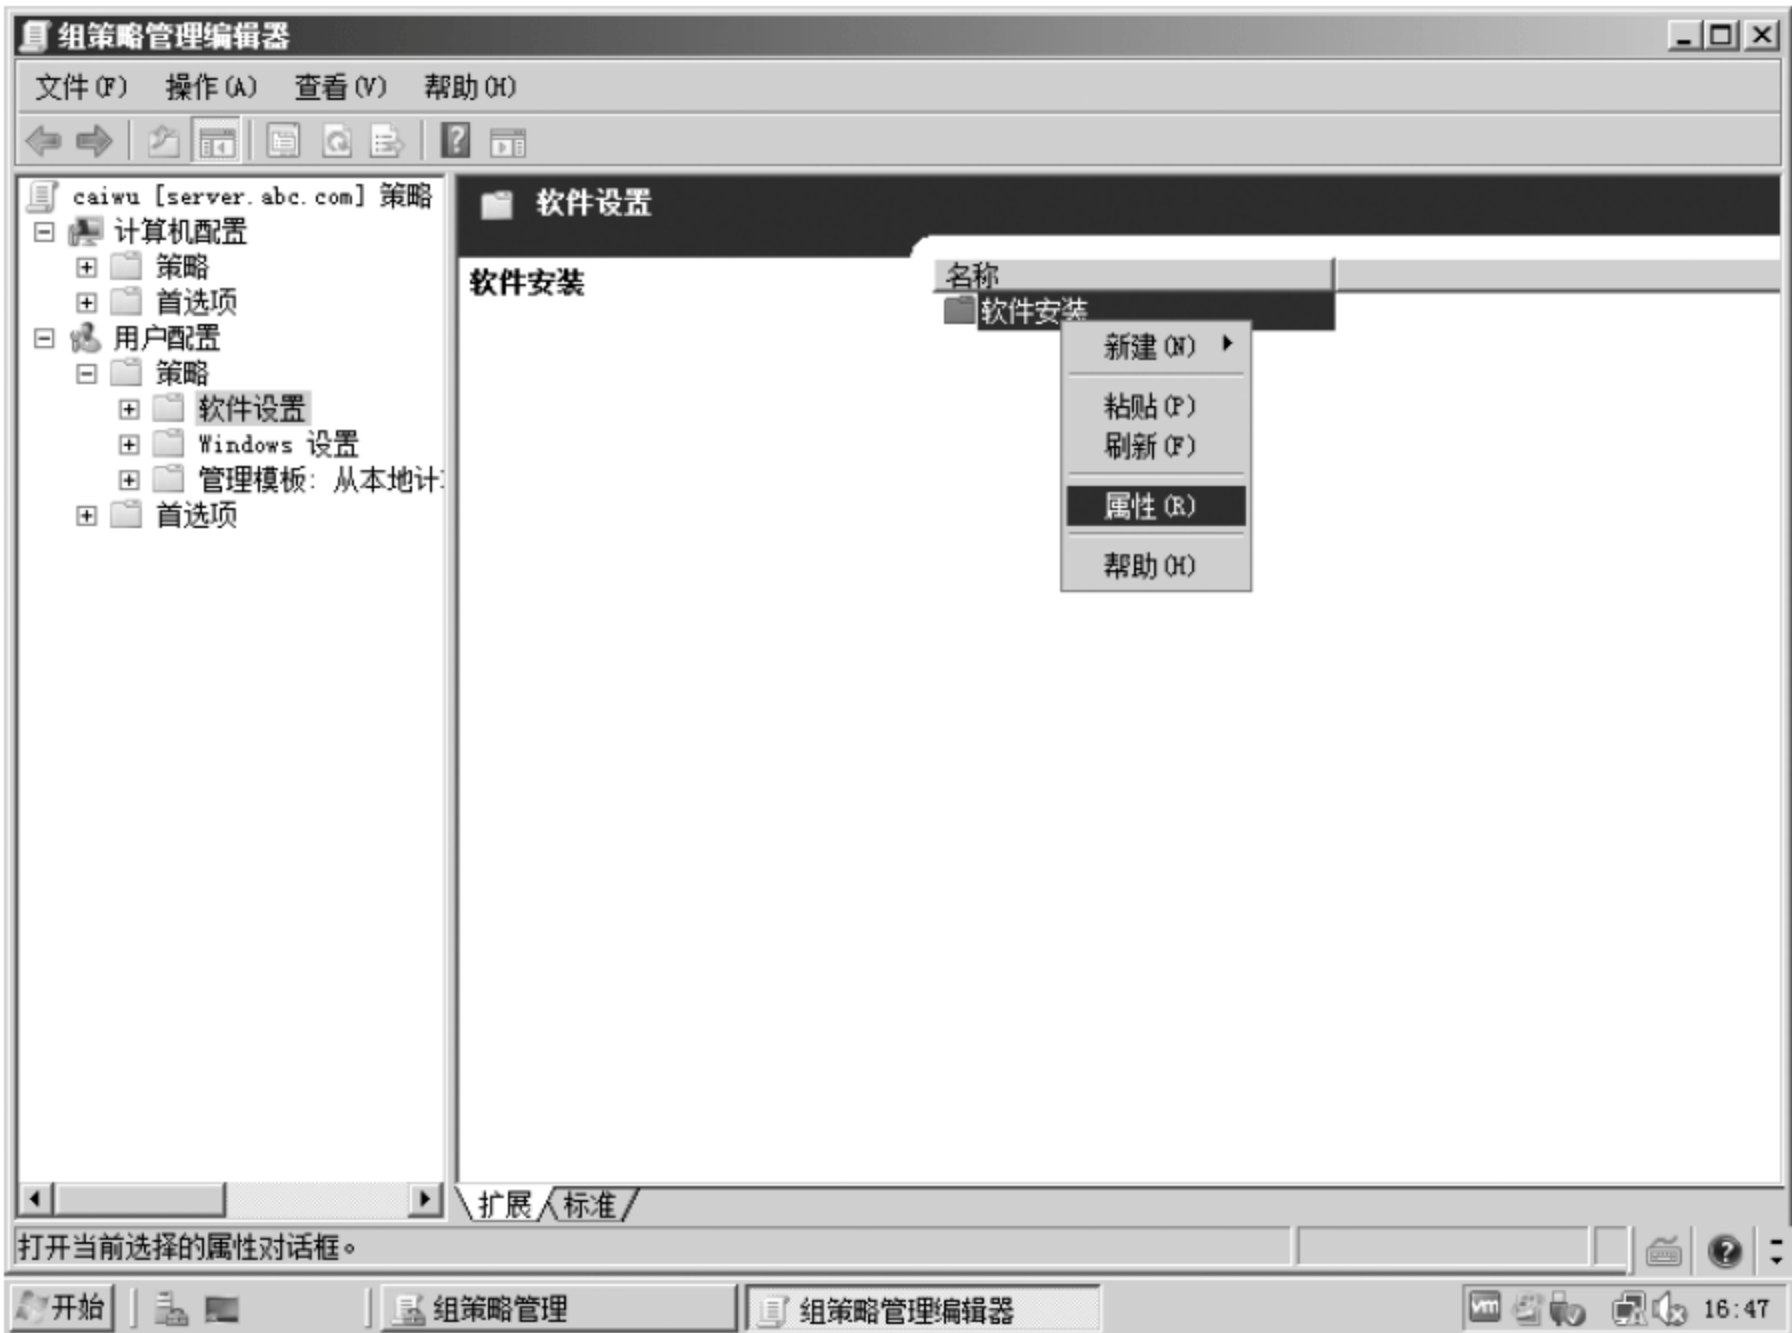 组策略管理编辑器
文件(F) 操作(A) 查看(V) 帮助(H)
caiwu [server.abc.com] 策略
计算机配置
策略
首选项
用户配置
策略
软件设置
Windows 设置
管理模板: 从本地计
首选项
软件设置
软件安装
名称
软件安装
新建(N)
粘贴(P)
刷新(F)
属性(R)
帮助(H)
扩展 标准
打开当前选择的属性对话框。
开始 组策略管理 组策略管理编辑器 vm 16:47